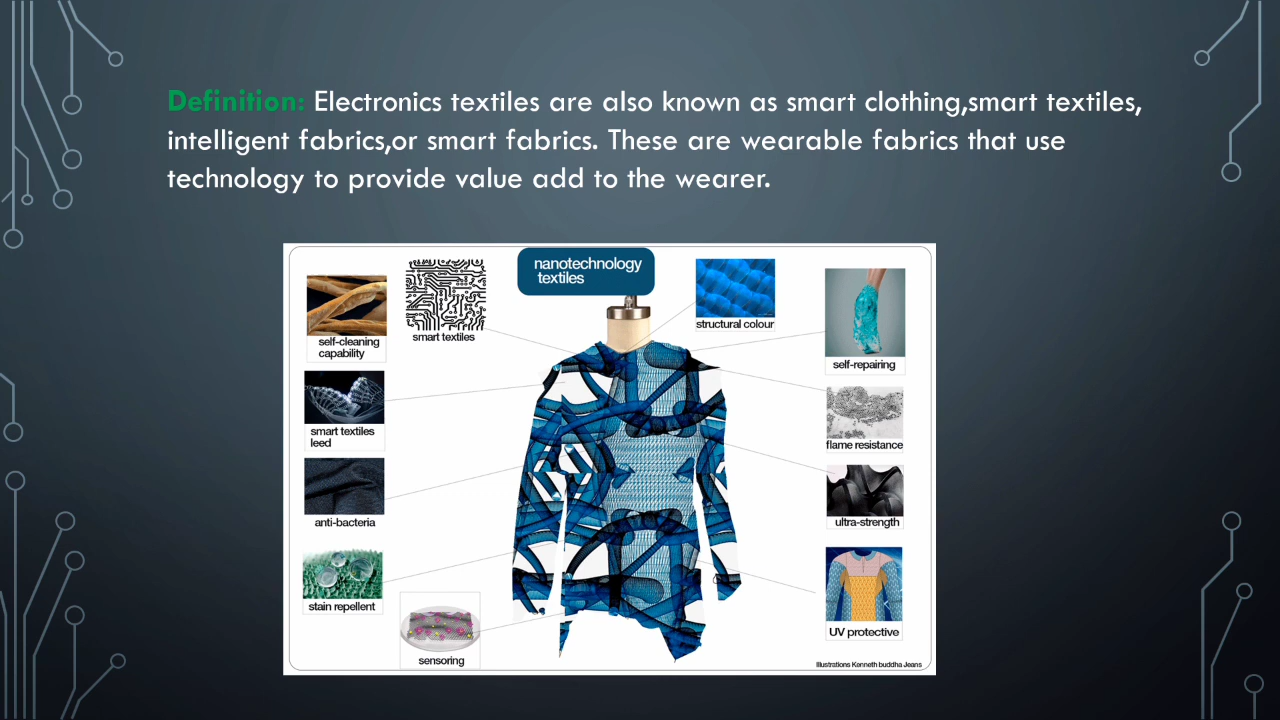 Definition: Electronics textiles are also known as smart clothing,smart textiles,
intelligent fabrics,or smart fabrics. These are wearable fabrics that use
technology to provide value add to the wearer.
nanotechnology
textiles
self-cleaning
capability
smart textiles
structural colour
self-repairing
smart textiles
leed
flame resistance
anti-bacteria
ultra-strength
stain repellent
UV protective
sensoring
Illustrations Kenneth buddha Jeans